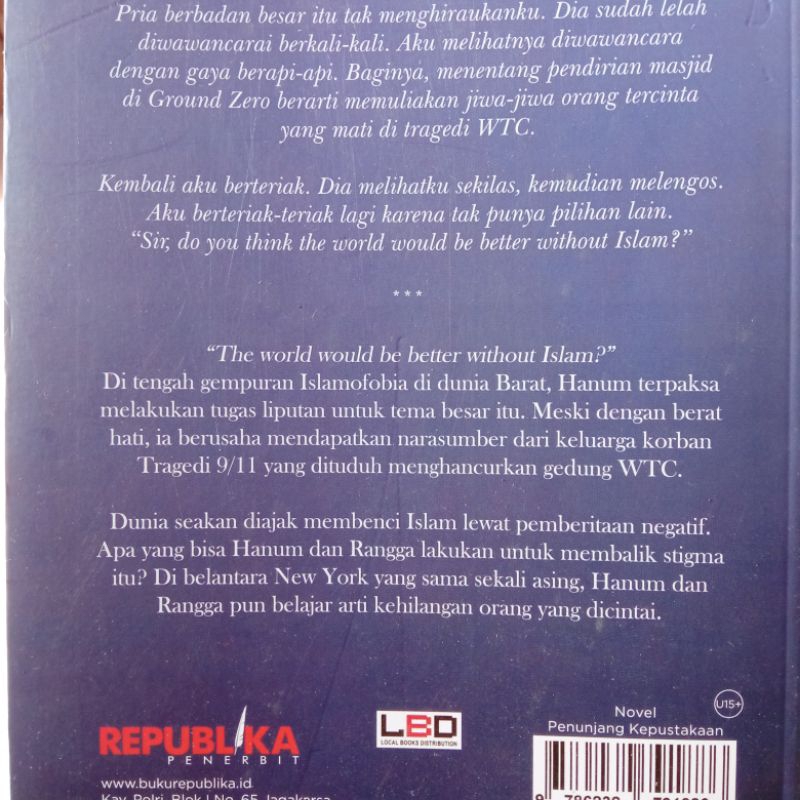 Pria berbadan besar itu tak menghiraukanku. Dia sudah lelah
diwawancarai berkali-kali. Aku melihatnya diwawancara
dengan gaya berapi-api. Baginya, menentang pendirian masjid
di Ground Zero berarti memuliakan jiwa-jiwa orang tercinta
yang mati di tragedi WTC.
Kembali aku berteriak. Dia melihatku sekilas, kemudian melengos.
Aku berteriak-teriak lagi karena tak punya pilihan lain.
“Sir, do you think the world would be better without Islam?”
***
“The world would be better without Islam?”
Di tengah gempuran Islamofobia di dunia Barat, Hanum terpaksa
melakukan tugas liputan untuk tema besar itu. Meski dengan berat
hati, ia berusaha mendapatkan narasumber dari keluarga korban
Tragedi 9/11 yang dituduh menghancurkan gedung WTC.
Dunia seakan diajak membenci Islam lewat pemberitaan negatif.
Apa yang bisa Hanum dan Rangga lakukan untuk membalik stigma
itu? Di belantara New York yang sama sekali asing, Hanum dan
Rangga pun belajar arti kehilangan orang yang dicintai.
U15+
Novel
Penunjang Kepustakaan
REPUBLIKA
PENERBIT
LBD
LOCAL BOOKS DISTRIBUTION
www.bukurepublika.id
Kav. Polri, Blok I No. 65 Jagakarsa